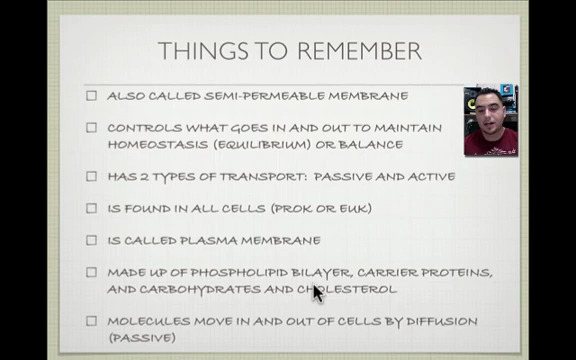 THINGS TO REMEMBER
ALSO CALLED SEMI-PERMEABLE MEMBRANE
CONTROLS WHAT GOES IN AND OUT TO MAINTAIN
HOMEOSTASIS (EQUILIBRIUM) OR BALANCE
HAS 2 TYPES OF TRANSPORT: PASSIVE AND ACTIVE
IS FOUND IN ALL CELLS (PROK OR EUK)
IS CALLED PLASMA MEMBRANE
MADE UP OF PHOSPHOLIPID BILAYER, CARRIER PROTEINS,
AND CARBOHYDRATES AND CHOLESTEROL
MOLECULES MOVE IN AND OUT OF CELLS BY DIFFUSION
(PASSIVE)